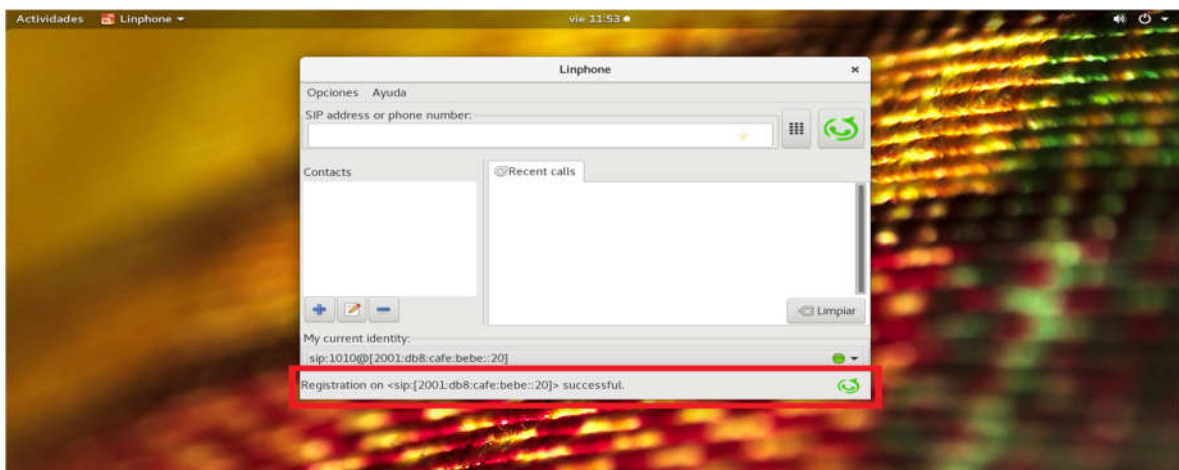 Actividades Linphone vie 11:53
Linphone
Opciones Ayuda
SIP address or phone number:
Contacts
Recent calls
Limpiar
My current identity:
sip:1010@[2001:db8:cafe:bebe::20]
Registration on <sip:[2001:db8:cafe:bebe::20]> successful.